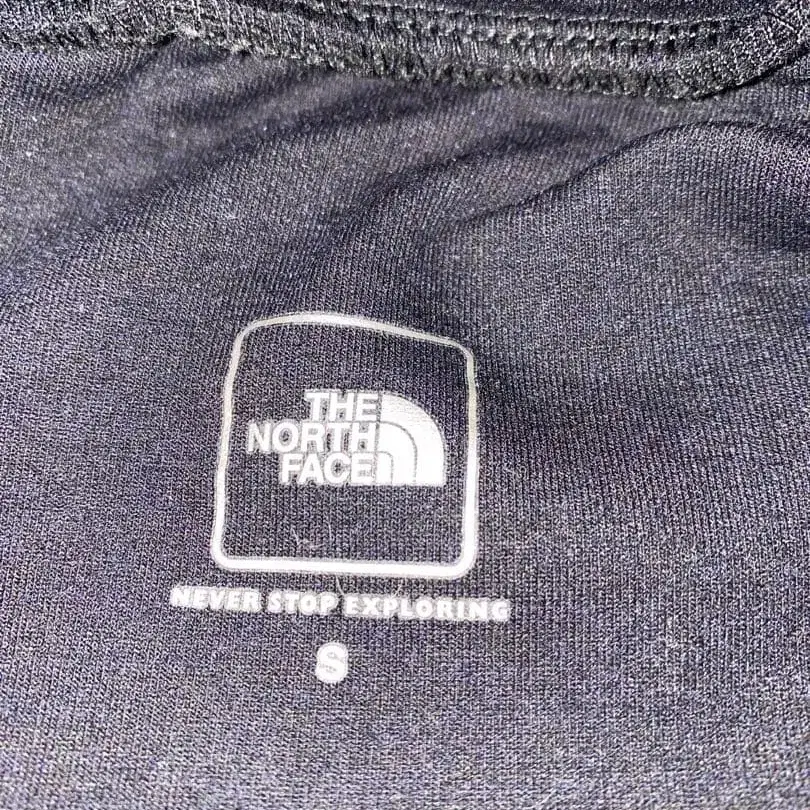 THE
NORTH
FACE
NEVER STOP EXPLORING
S